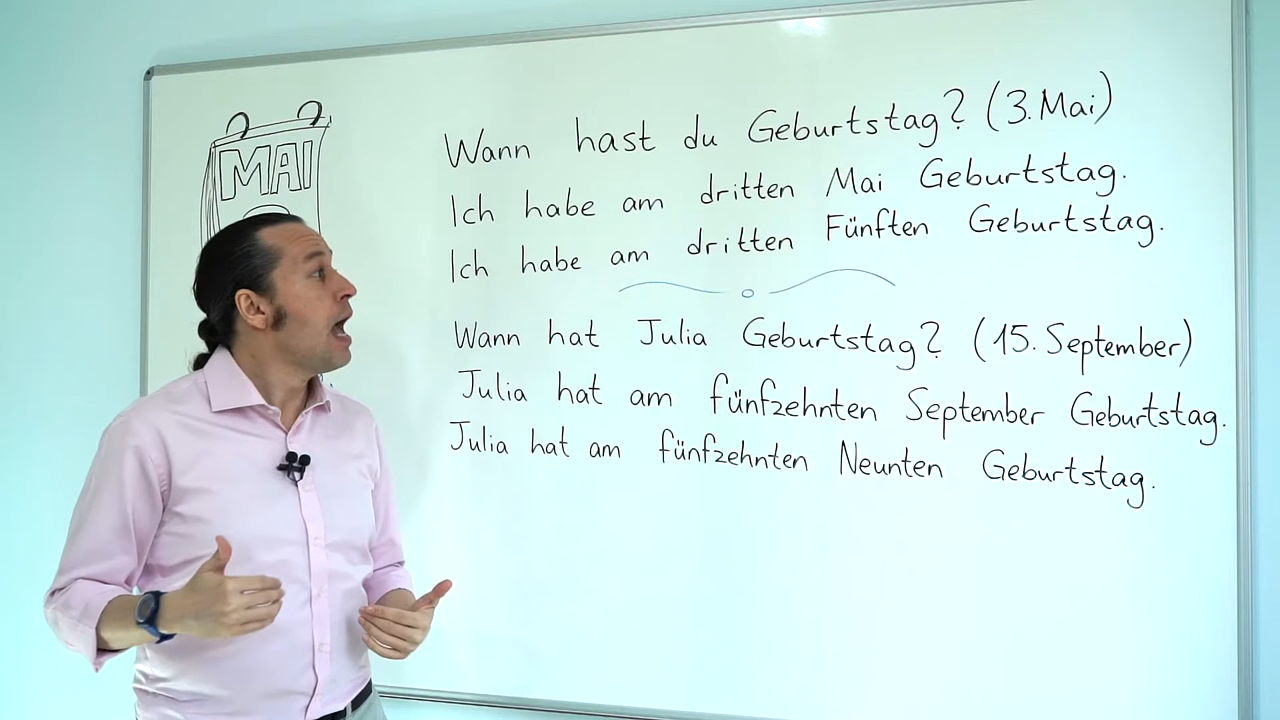 MAI
Wann hast du Geburtstag? (3. Mai)
Ich habe am dritten Mai Geburtstag.
Ich habe am dritten Fünften Geburtstag.
Wann hat Julia Geburtstag? (15. September)
Julia hat am fünfzehnten September Geburtstag.
Julia hat am fünfzehnten Neunten Geburtstag.